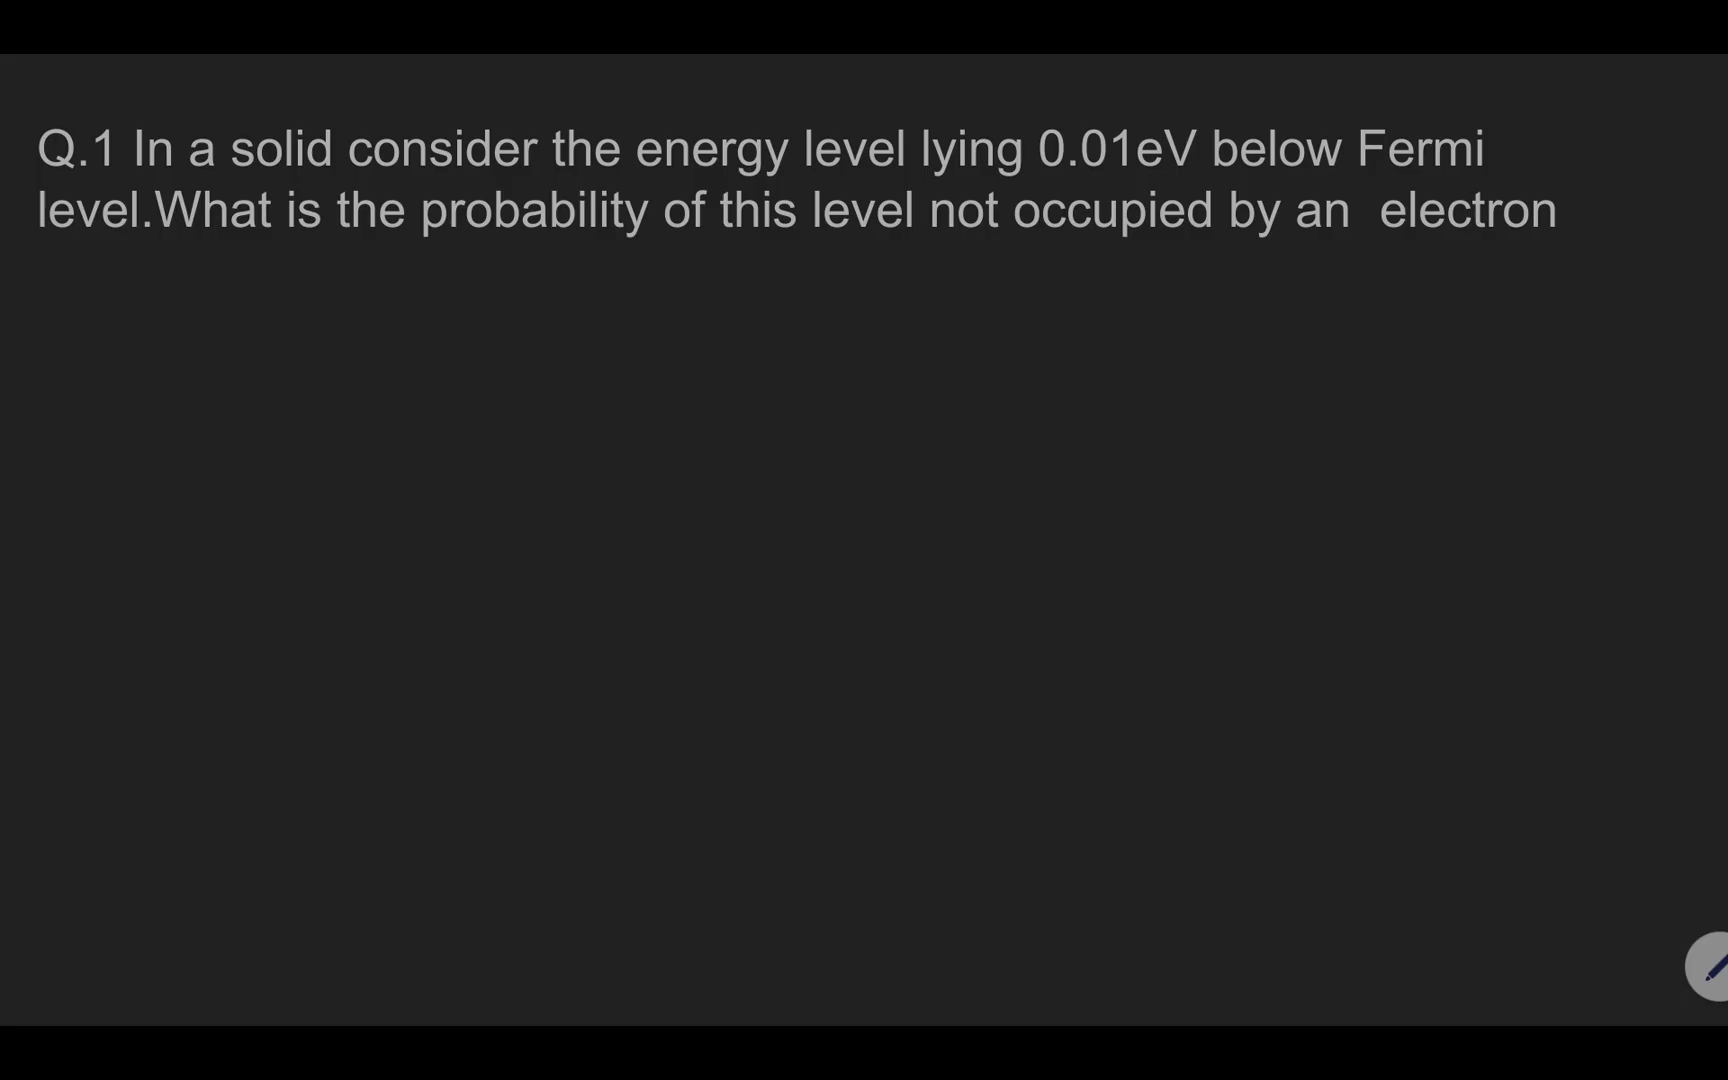 Q.1 In a solid consider the energy level lying 0.01eV below Fermi
level.What is the probability of this level not occupied by an  electron